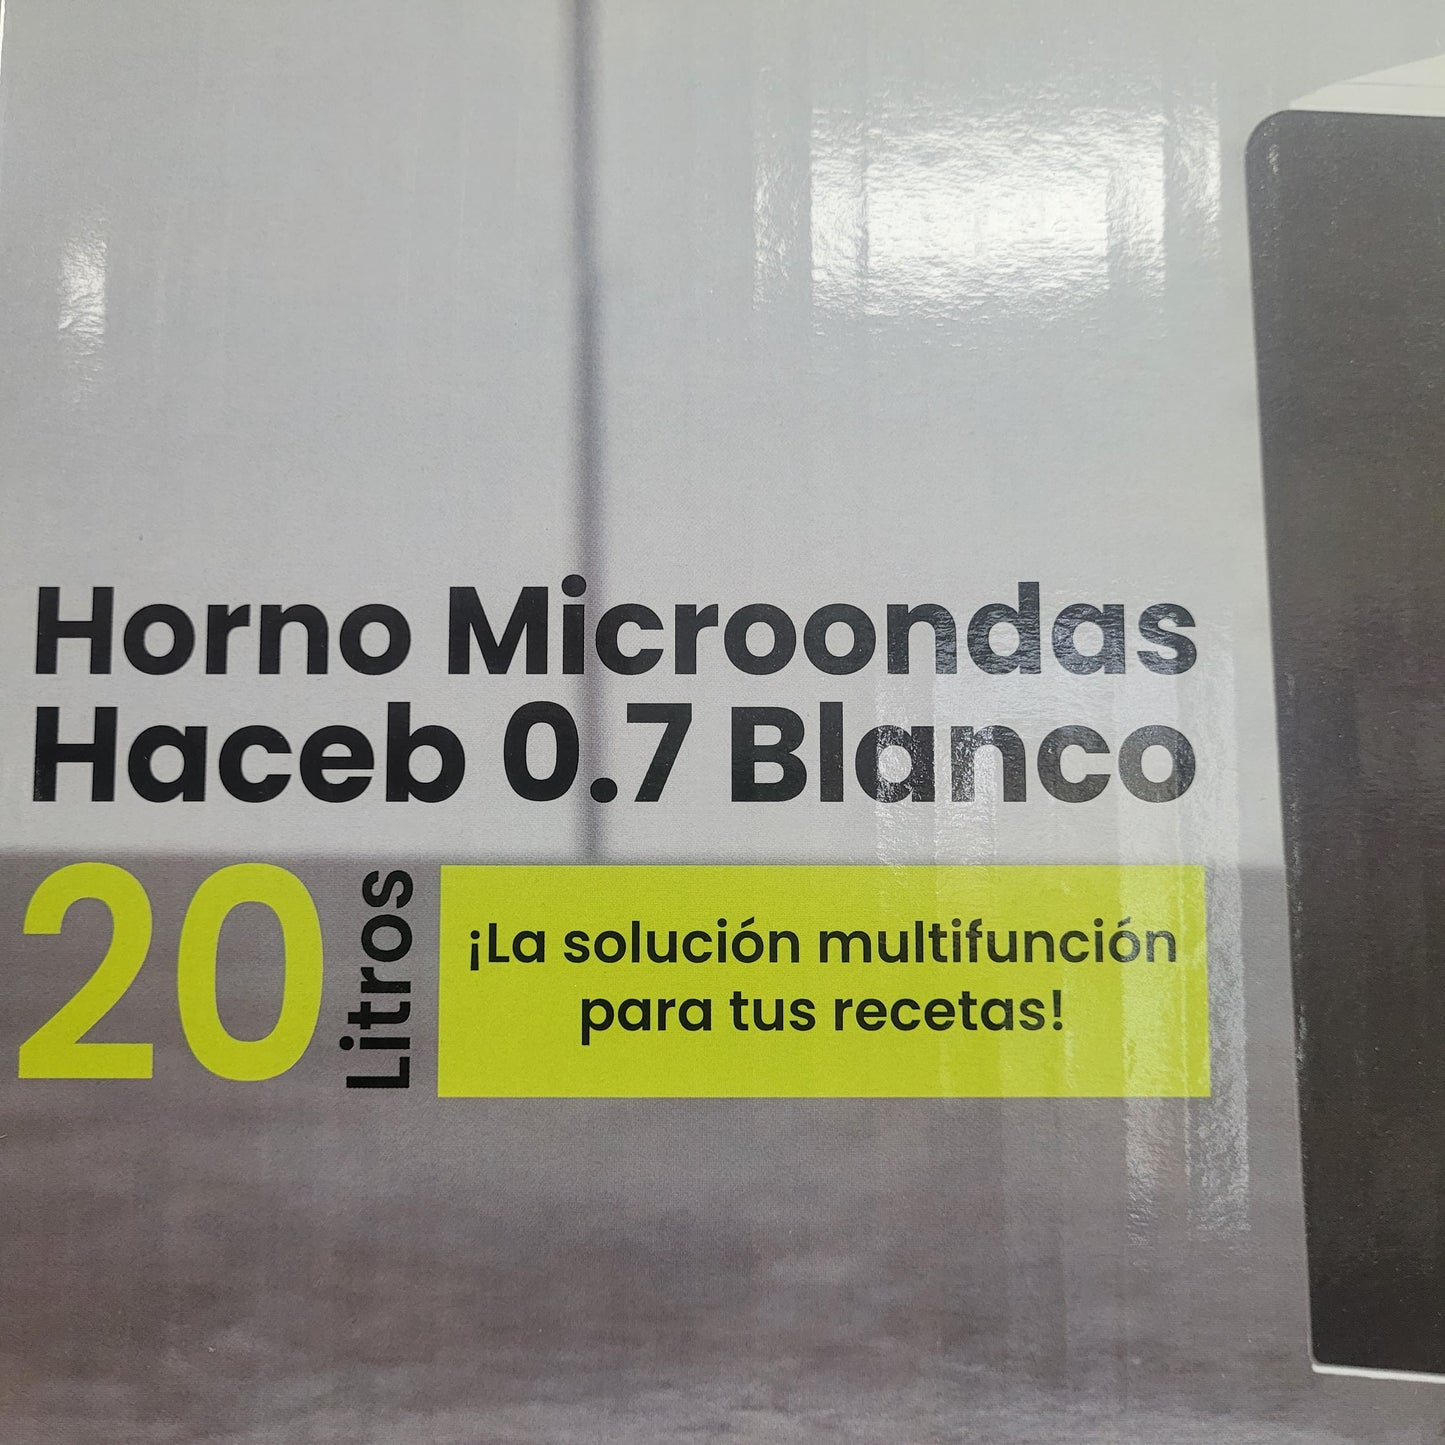 Horno Microondas
Haceb 0.7 Blanco
20 Litros
¡La solución multifunción
para tus recetas!